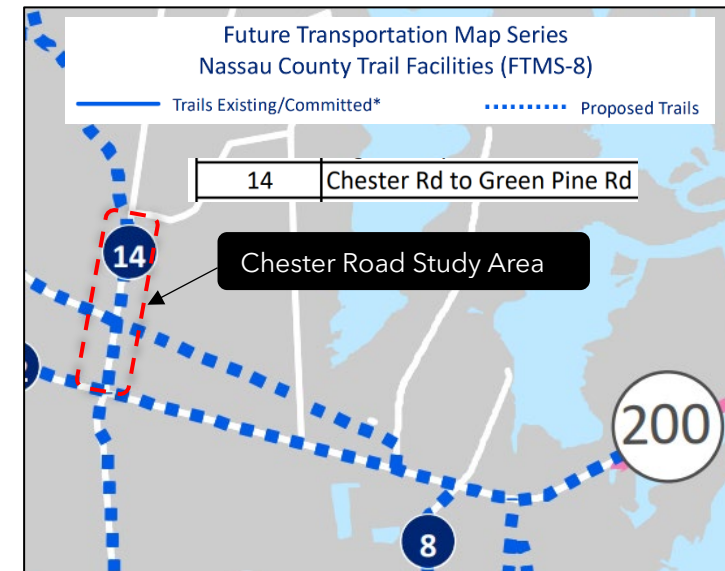 Future Transportation Map Series
Nassau County Trail Facilities (FTMS-8)
Trails Existing/Committed*
Proposed Trails
14 Chester Rd to Green Pine Rd
14
Chester Road Study Area
200
8